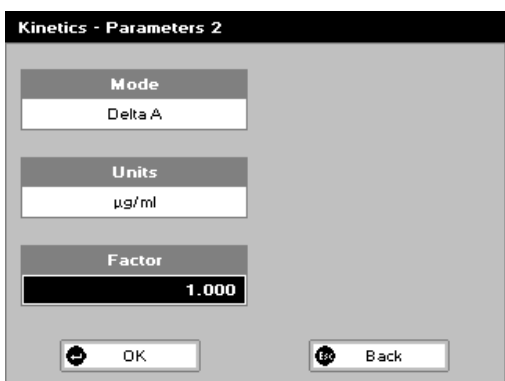 Kinetics - Parameters 2
Mode
Delta A
Units
µg/ml
Factor
1.000
OK
Esc Back